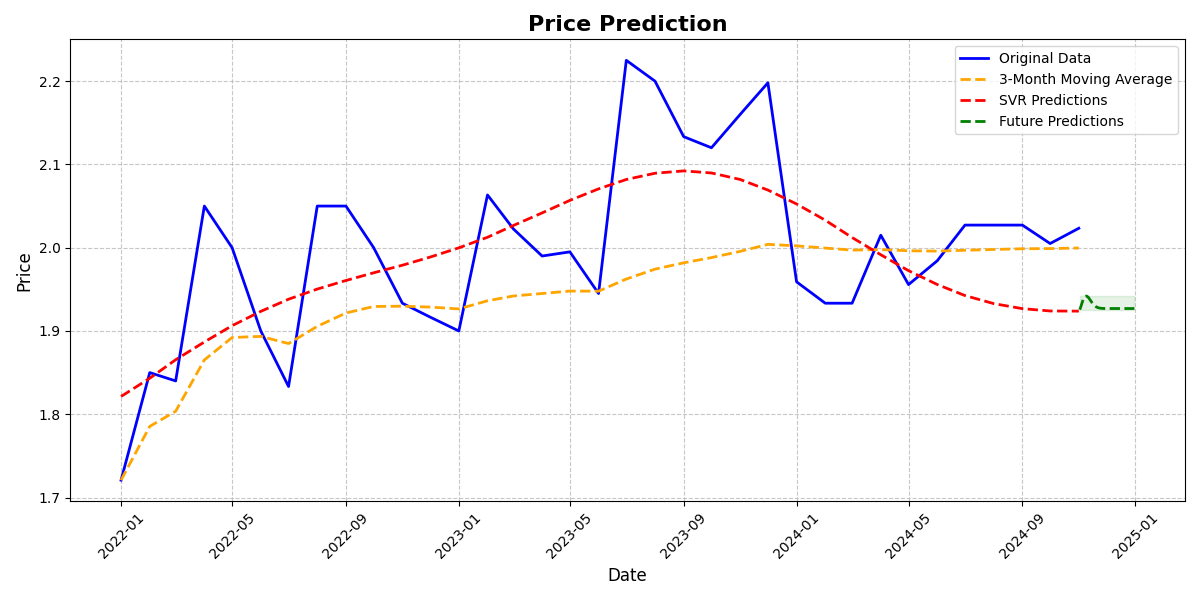 Price Prediction
Original Data
3-Month Moving Average
SVR Predictions
Future Predictions
2.2
2.1
2.0
1.9
1.8
1.7
Price
2022-01
2022-05
2022-09
2023-01
2023-05
2023-09
2024-01
2024-05
2024-09
2025-01
Date